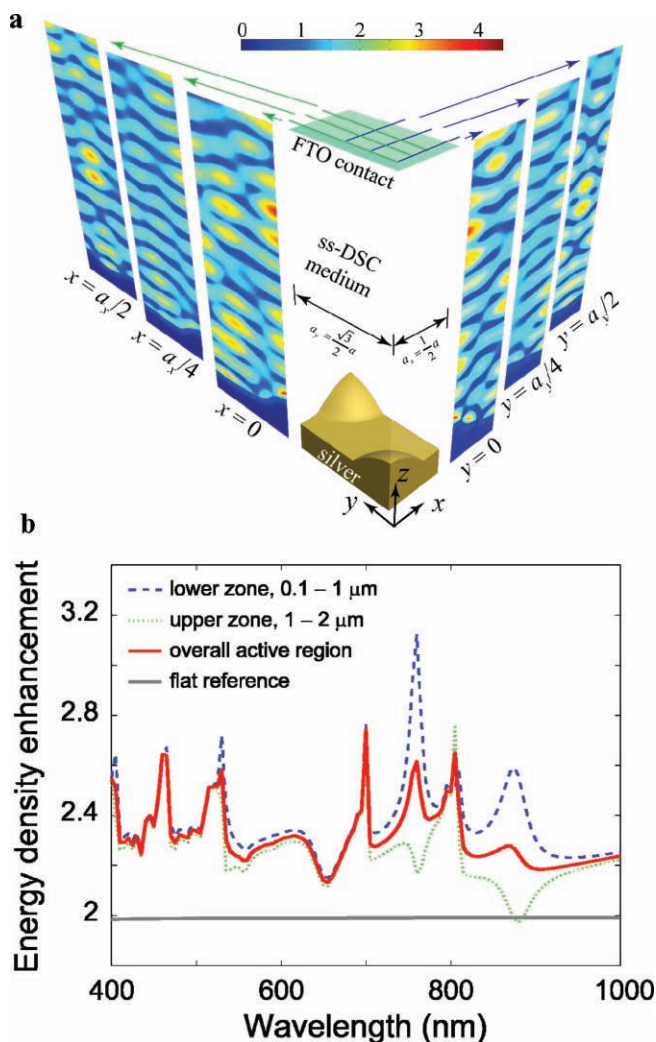 a
0 1 2 3 4
FTO contact
ss-DSC
medium
a_y = √3/2 a
a_x = 1/2 a
x = a_x/2
x = a_x/4
x = 0
y = 0
y = a_y/4
y = a_y/2
silver
z
y
x
b
Energy density enhancement
3.2
2.8
2.4
2
lower zone, 0.1 – 1 μm
upper zone, 1 – 2 μm
overall active region
flat reference
400 600 800 1000
Wavelength (nm)